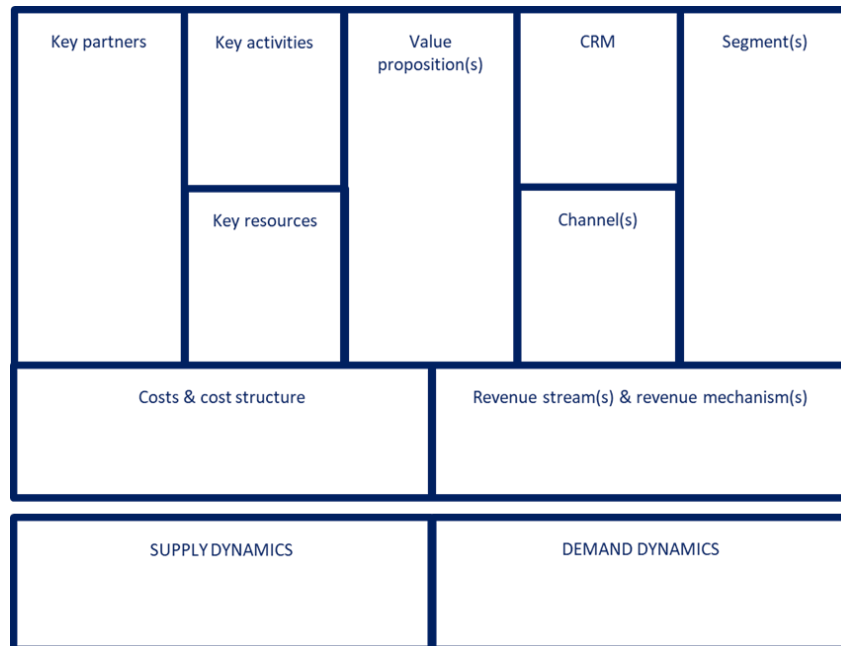 Key partners
Key activities
Value
proposition(s)
CRM
Segment(s)
Key resources
Channel(s)
Costs & cost structure
Revenue stream(s) & revenue mechanism(s)
SUPPLY DYNAMICS
DEMAND DYNAMICS